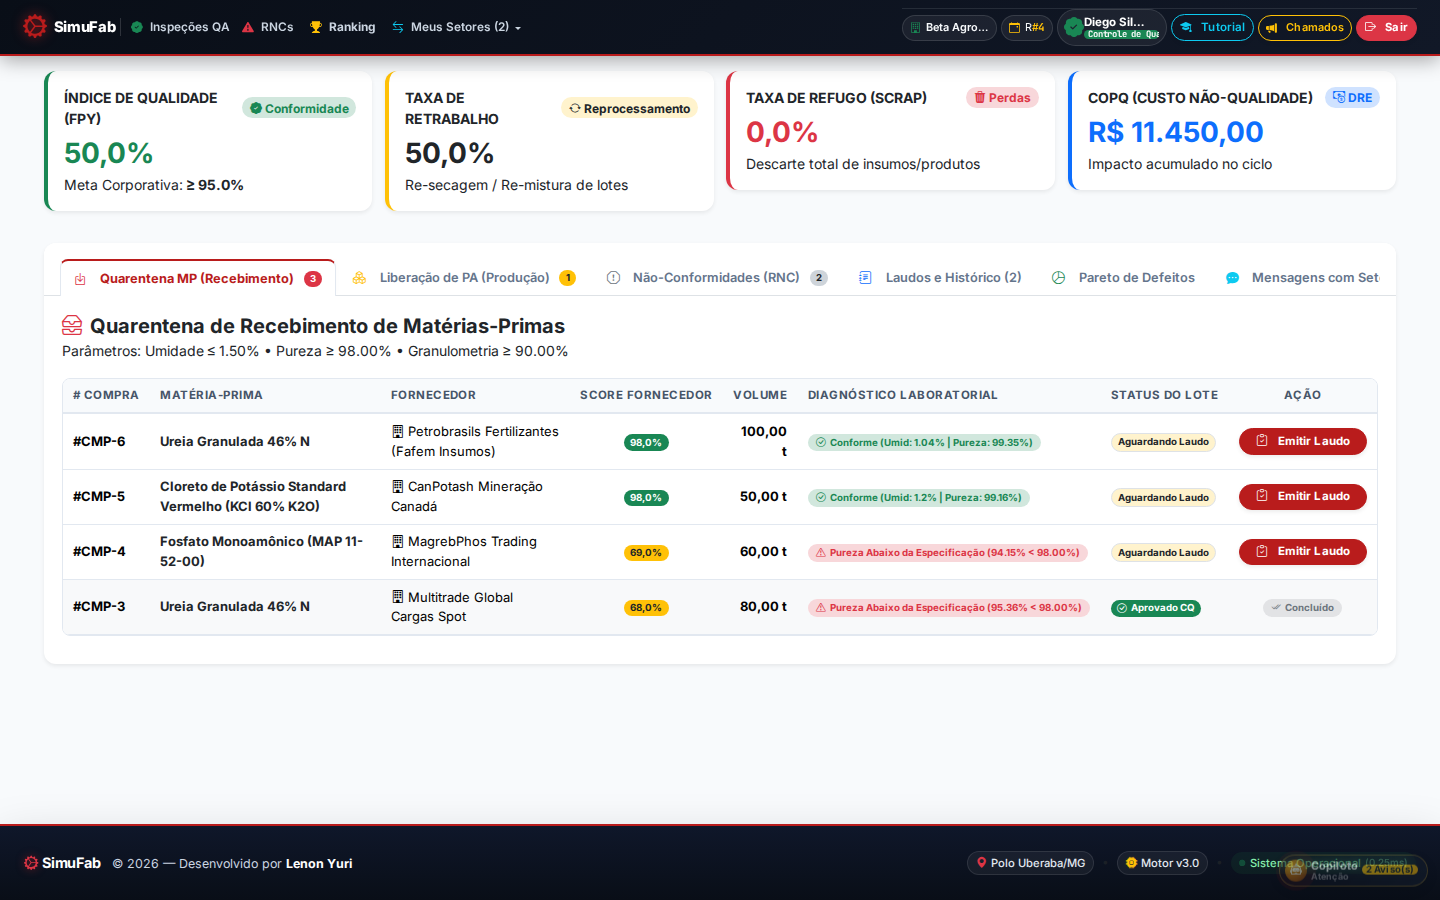 SimuFab
Inspeções QA
RNCs
Ranking
Meus Setores (2)
Beta Agro...
R#4
Diego Sil...
Controle de Qua
Tutorial
Chamados
Sair
ÍNDICE DE QUALIDADE (FPY)
Conformidade
50,0%
Meta Corporativa: ≥ 95.0%
TAXA DE RETRABALHO
Reprocessamento
50,0%
Re-secagem / Re-mistura de lotes
TAXA DE REFUGO (SCRAP)
Perdas
0,0%
Descarte total de insumos/produtos
COPQ (CUSTO NÃO-QUALIDADE)
DRE
R$ 11.450,00
Impacto acumulado no ciclo
Quarentena MP (Recebimento) 3
Liberação de PA (Produção) 1
Não-Conformidades (RNC) 2
Laudos e Histórico (2)
Pareto de Defeitos
Mensagens com Seto
Quarentena de Recebimento de Matérias-Primas
Parâmetros: Umidade ≤ 1.50% • Pureza ≥ 98.00% • Granulometria ≥ 90.00%
# COMPRA MATÉRIA-PRIMA FORNECEDOR SCORE FORNECEDOR VOLUME DIAGNÓSTICO LABORATORIAL STATUS DO LOTE AÇÃO
#CMP-6 Ureia Granulada 46% N Petrobrasils Fertilizantes (Fafem Insumos) 98,0% 100,00 t Conforme (Umid: 1.04% | Pureza: 99.35%) Aguardando Laudo Emitir Laudo
#CMP-5 Cloreto de Potássio Standard Vermelho (KCl 60% K2O) CanPotash Mineração Canadá 98,0% 50,00 t Conforme (Umid: 1.2% | Pureza: 99.16%) Aguardando Laudo Emitir Laudo
#CMP-4 Fosfato Monoamônico (MAP 11-52-00) MagrebPhos Trading Internacional 69,0% 60,00 t Pureza Abaixo da Especificação (94.15% < 98.00%) Aguardando Laudo Emitir Laudo
#CMP-3 Ureia Granulada 46% N Multitrade Global Cargas Spot 68,0% 80,00 t Pureza Abaixo da Especificação (95.36% < 98.00%) Aprovado CQ Concluído
SimuFab © 2026 — Desenvolvido por Lenon Yuri
Polo Uberaba/MG
Motor v3.0
Sistema Operacional (0.25ms)
Copiloto
Atenção
2 Aviso(s)